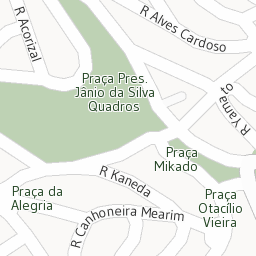 R Acorizal
R Alves Cardoso
Praça Pres.
Jânio da Silva
Quadros
R Yamato
Praça
Mikado
R Kaneda
Praça da
Alegria
Praça
Otacílio
Vieira
R Canhoneira Mearim